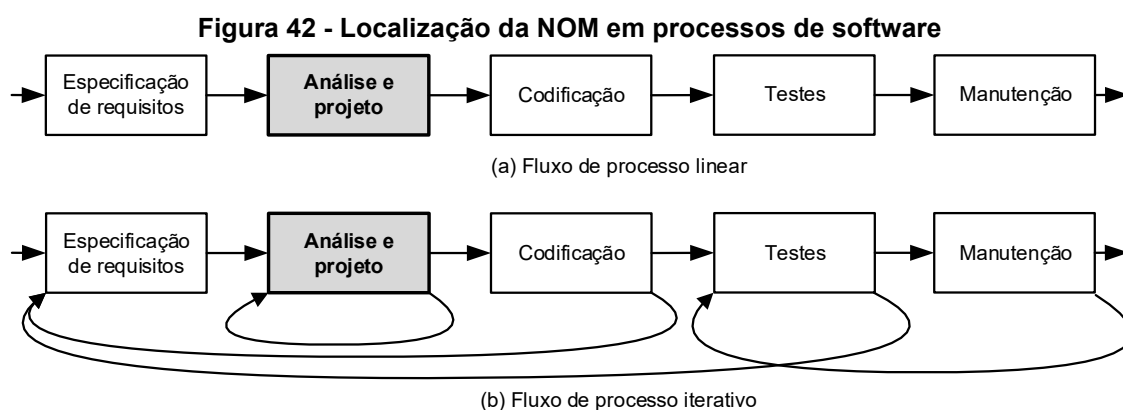 Figura 42 - Localização da NOM em processos de software
Especificação
de requisitos
Análise e
projeto
Codificação
Testes
Manutenção
(a) Fluxo de processo linear
Especificação
de requisitos
Análise e
projeto
Codificação
Testes
Manutenção
(b) Fluxo de processo iterativo